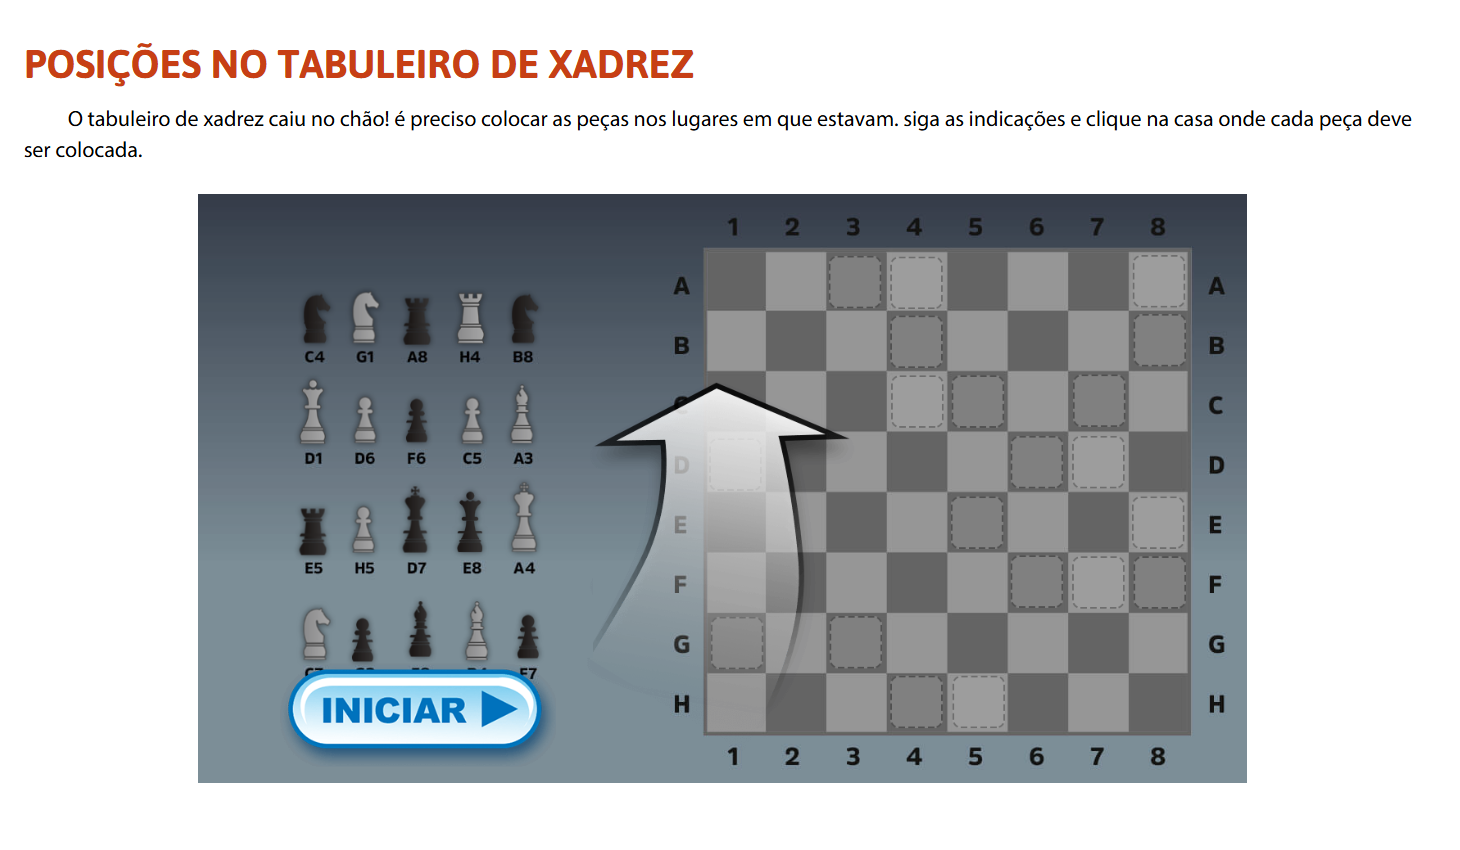 POSIÇÕES NO TABULEIRO DE XADREZ
O tabuleiro de xadrez caiu no chão! é preciso colocar as peças nos lugares em que estavam. siga as indicações e clique na casa onde cada peça deve
ser colocada.
1 2 3 4 5 6 7 8
A A
B B
C4 G1 A8 H4 B8
C C
D1 D6 F6 C5 A3
D D
E E
E5 H5 D7 E8 A4
F F
G G
INICIAR
H H
1 2 3 4 5 6 7 8